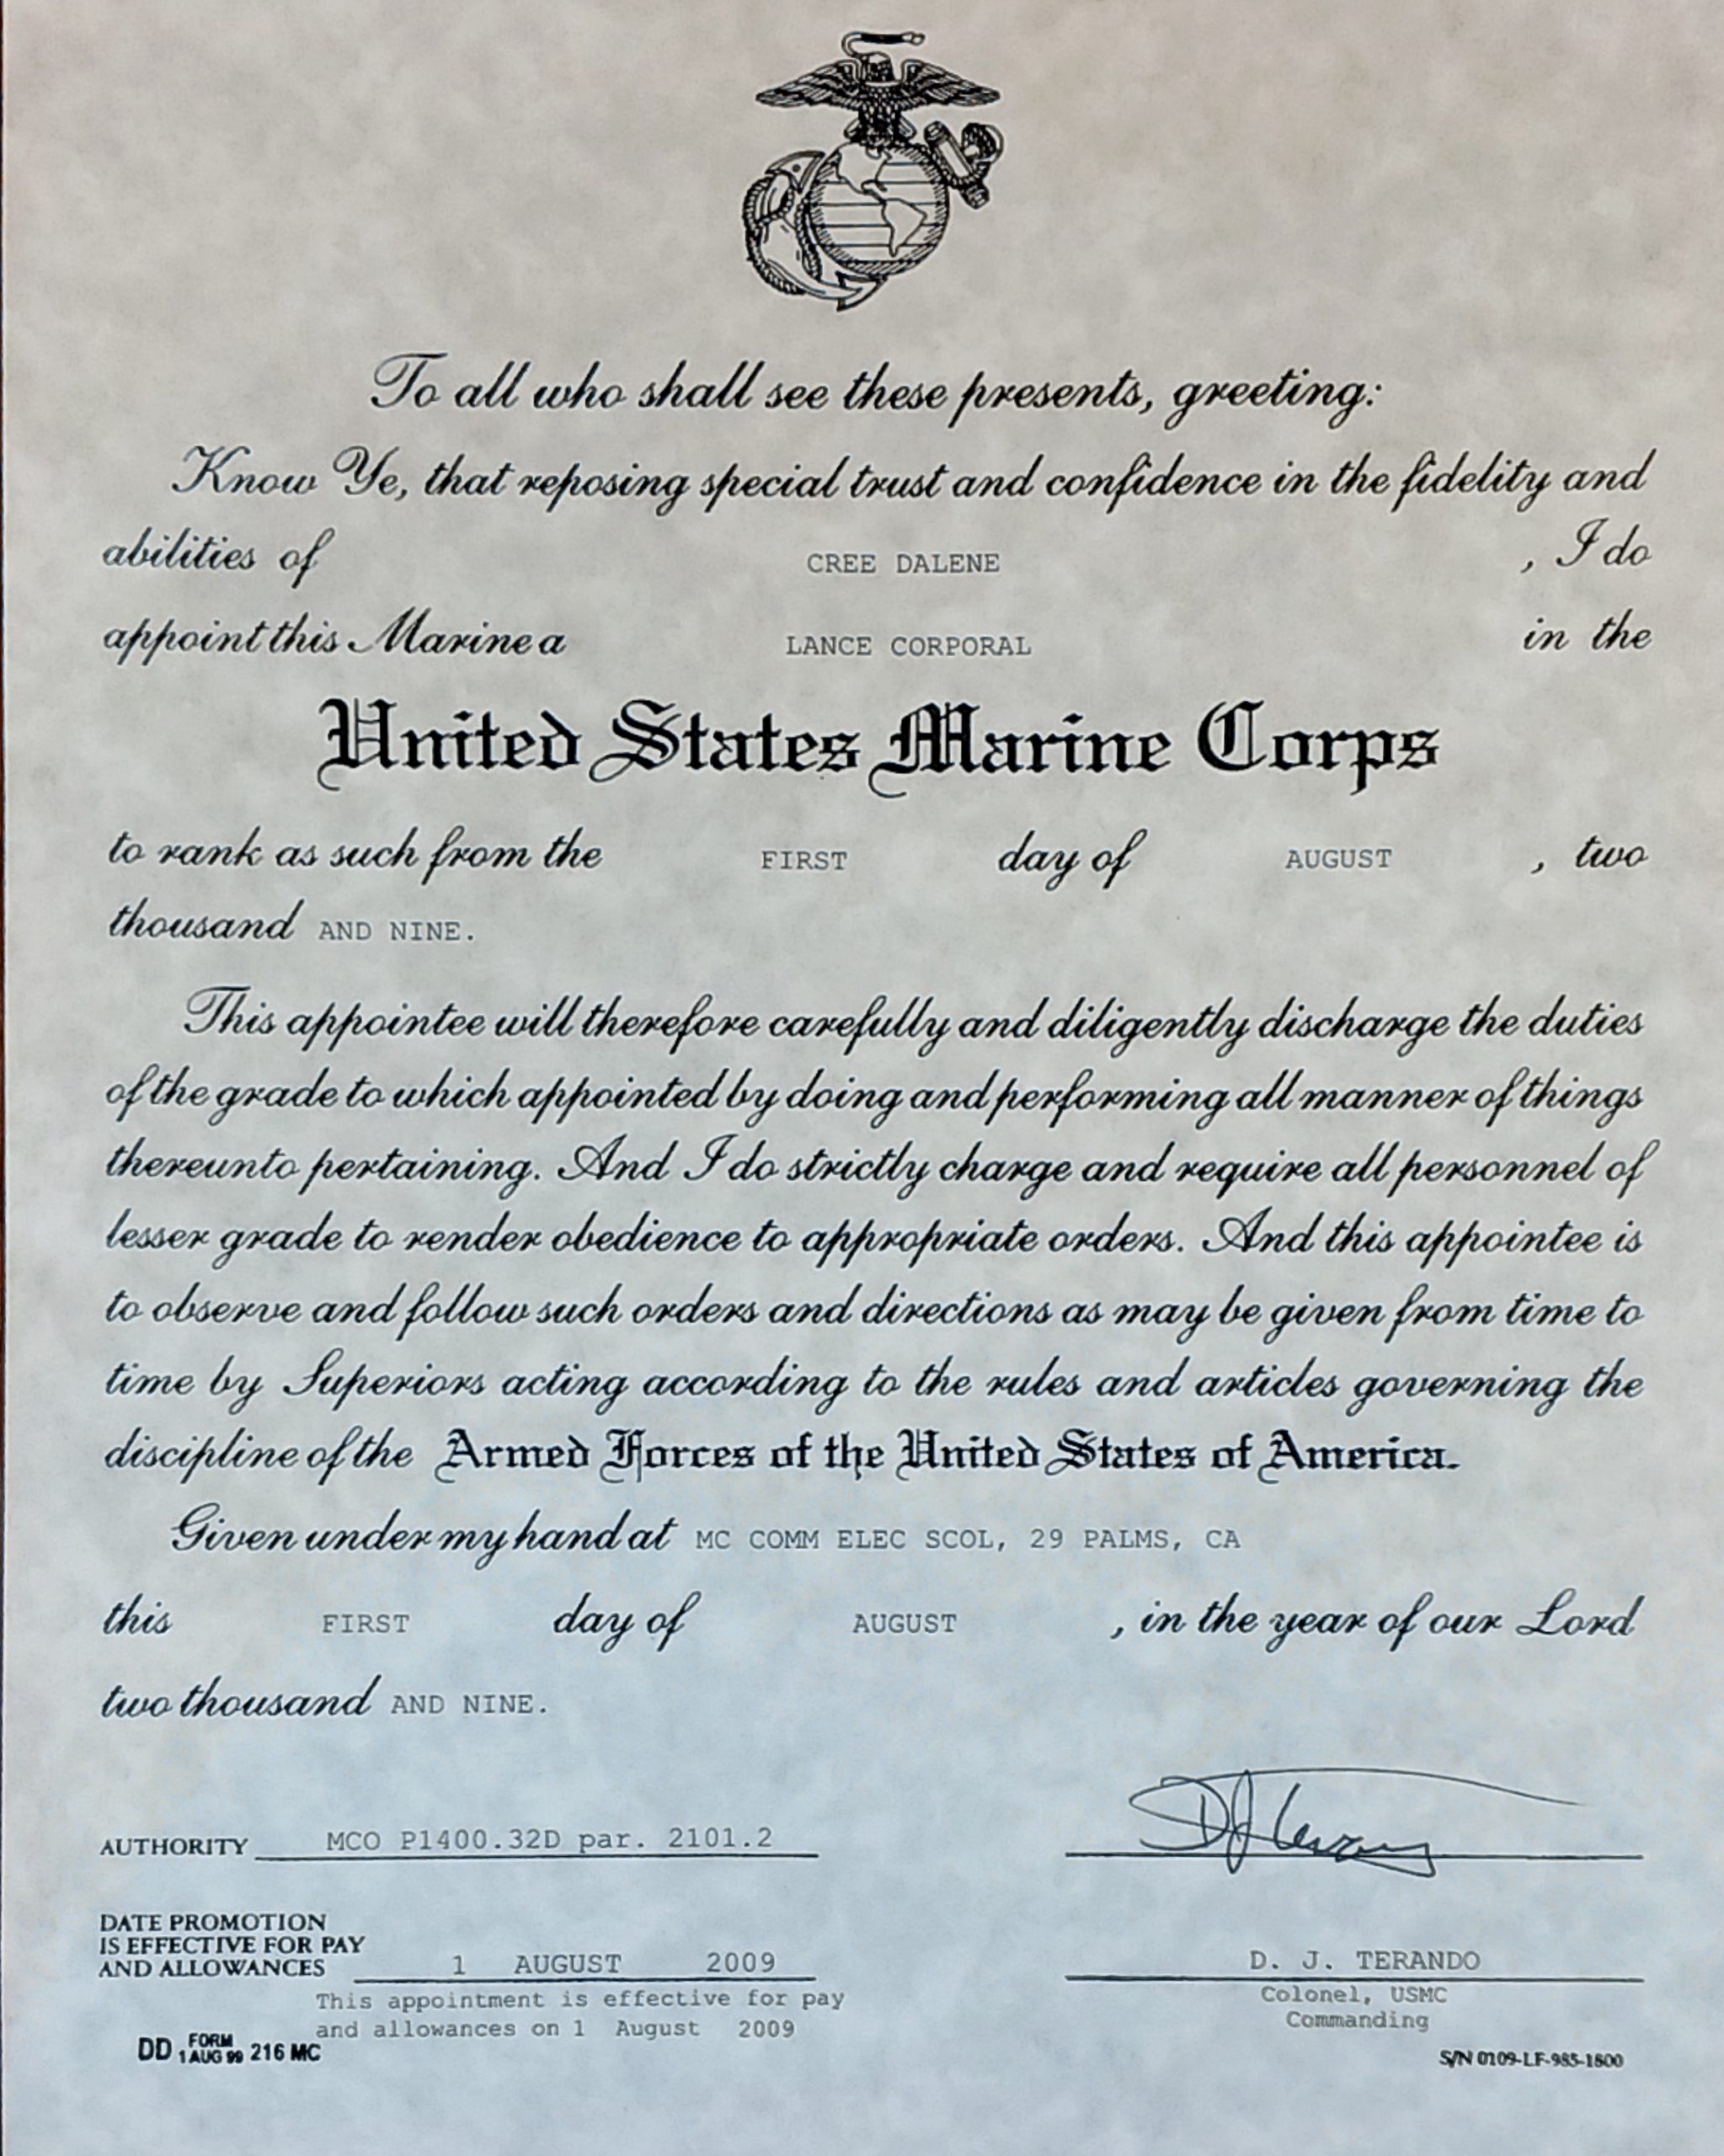 To all who shall see these presents, greeting:
Know Ye, that reposing special trust and confidence in the fidelity and
abilities of CREE DALENE , I do
appoint this Marine a LANCE CORPORAL in the
United States Marine Corps
to rank as such from the FIRST day of AUGUST , two
thousand AND NINE.
This appointee will therefore carefully and diligently discharge the duties
of the grade to which appointed by doing and performing all manner of things
thereunto pertaining. And I do strictly charge and require all personnel of
lesser grade to render obedience to appropriate orders. And this appointee is
to observe and follow such orders and directions as may be given from time to
time by Superiors acting according to the rules and articles governing the
discipline of the Armed Forces of the United States of America.
Given under my hand at MC COMM ELEC SCOL, 29 PALMS, CA
this FIRST day of AUGUST , in the year of our Lord
two thousand AND NINE.
AUTHORITY MCO P1400.32D par. 2101.2
DATE PROMOTION
IS EFFECTIVE FOR PAY
AND ALLOWANCES 1 AUGUST 2009
This appointment is effective for pay
and allowances on 1 August 2009
DD FORM 1 AUG 99 216 MC
D. J. TERANDO
Colonel, USMC
Commanding
S/N 0109-LF-985-1800